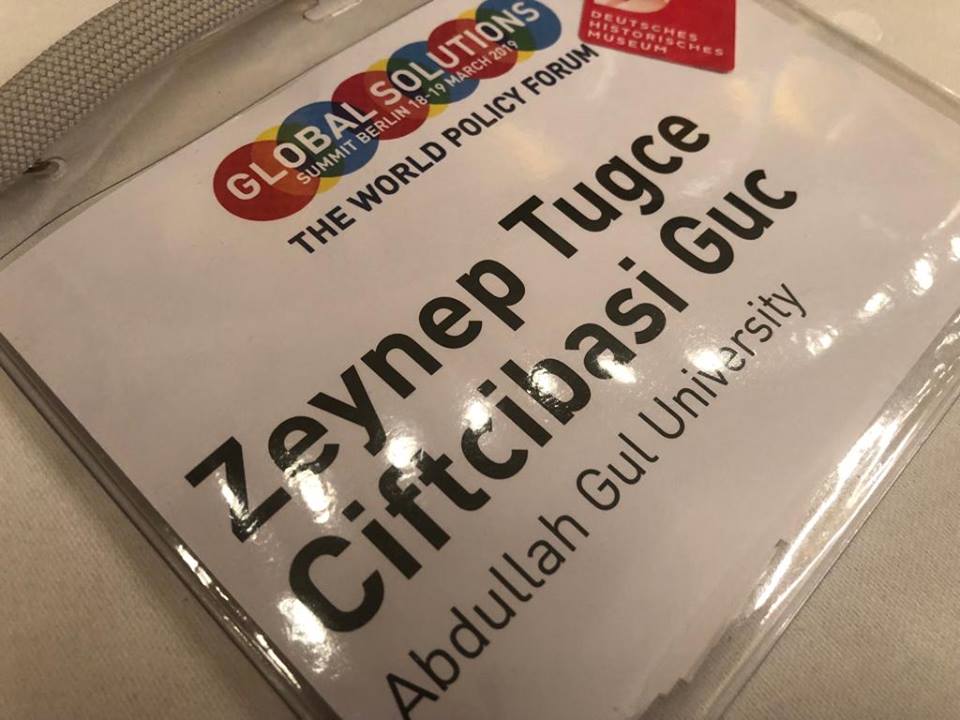 GLOBAL SOLUTIONS
SUMMIT BERLIN 18-19 MARCH 2019
THE WORLD POLICY FORUM
DEUTSCHES
HISTORISCHES
MUSEUM
Zeynep Tugce
Ciftcibasi Guc
Abdullah Gul University